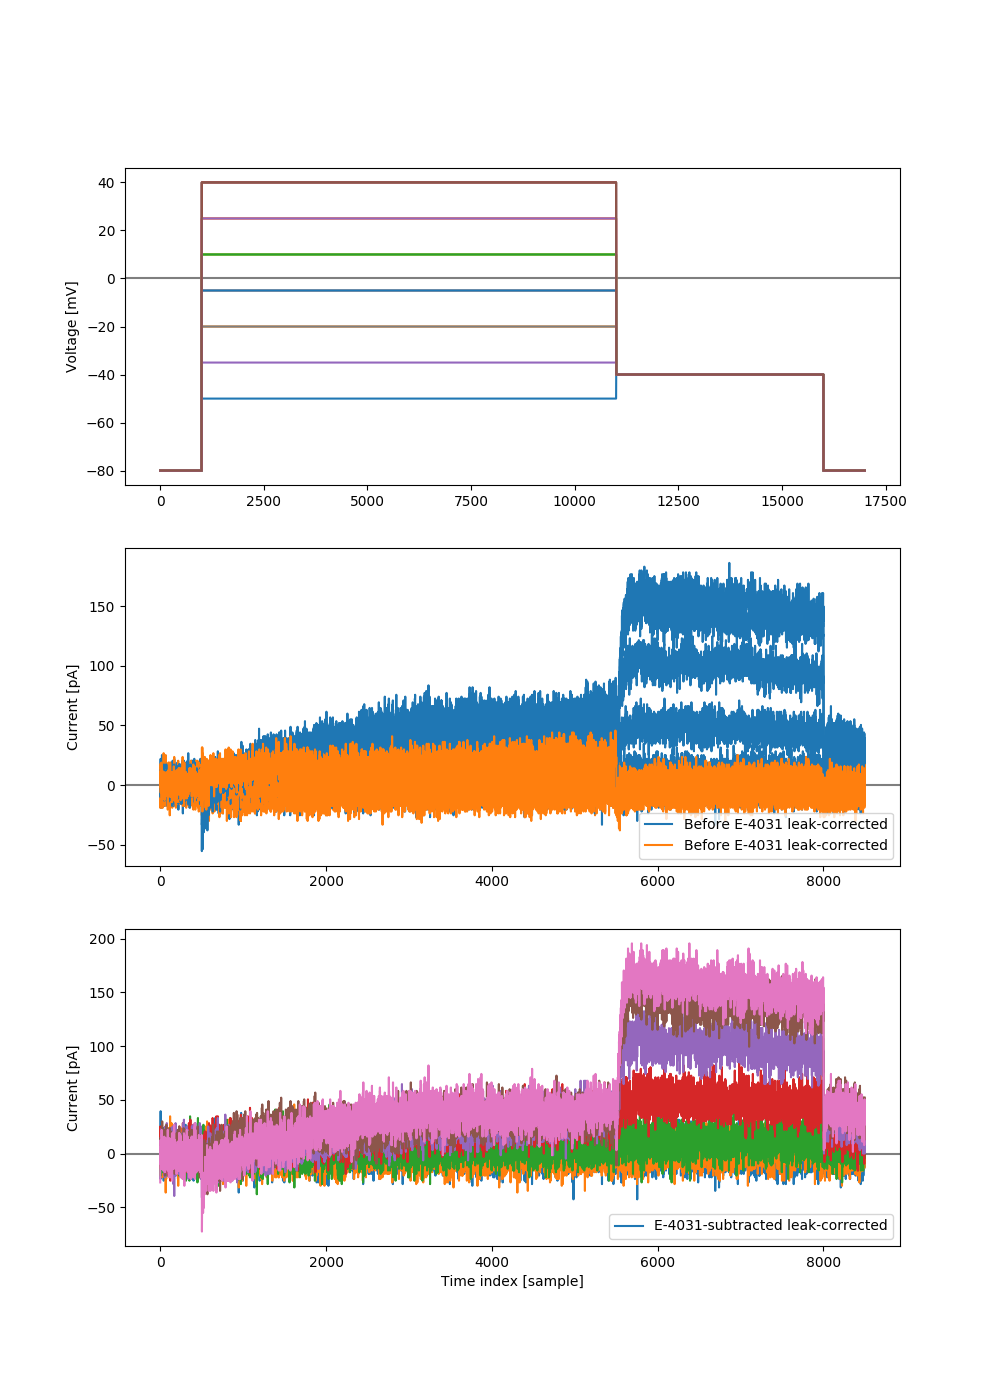 40
20
0
−20
−40
−60
−80
Voltage [mV]
0 2500 5000 7500 10000 12500 15000 17500
150
100
50
0
−50
Current [pA]
Before E-4031 leak-corrected
Before E-4031 leak-corrected
0 2000 4000 6000 8000
200
150
100
50
0
−50
Current [pA]
E-4031-subtracted leak-corrected
0 2000 4000 6000 8000
Time index [sample]